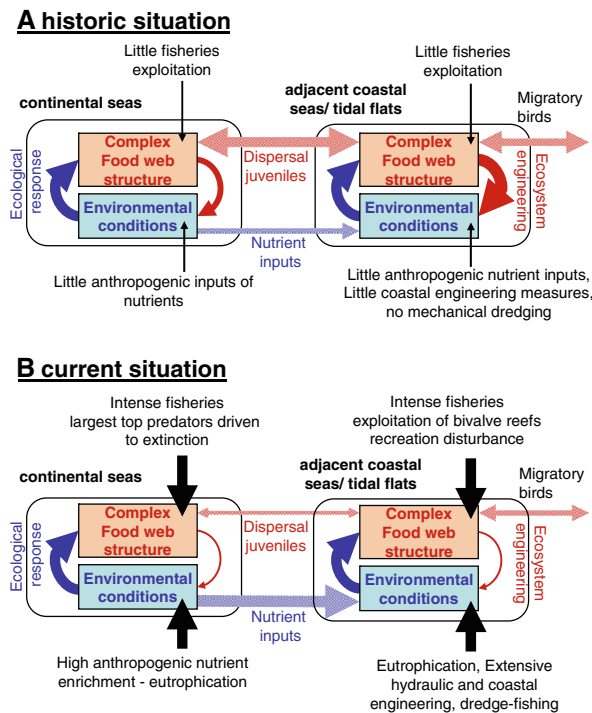 A historic situation
Little fisheries
exploitation
Little fisheries
exploitation
continental seas
adjacent coastal
seas/ tidal flats
Migratory
birds
Ecological
response
Complex
Food web
structure
Environmental
conditions
Dispersal
juveniles
Nutrient
inputs
Complex
Food web
structure
Environmental
conditions
Ecosystem
engineering
Little anthropogenic inputs of
nutrients
Little anthropogenic nutrient inputs,
Little coastal engineering measures,
no mechanical dredging
B current situation
Intense fisheries
largest top predators driven
to extinction
Intense fisheries
exploitation of bivalve reefs
recreation disturbance
continental seas
adjacent coastal
seas/ tidal flats
Migratory
birds
Ecological
response
Complex
Food web
structure
Environmental
conditions
Dispersal
juveniles
Nutrient
inputs
Complex
Food web
structure
Environmental
conditions
Ecosystem
engineering
High anthropogenic nutrient
enrichment - eutrophication
Eutrophication, Extensive
hydraulic and coastal
engineering, dredge-fishing